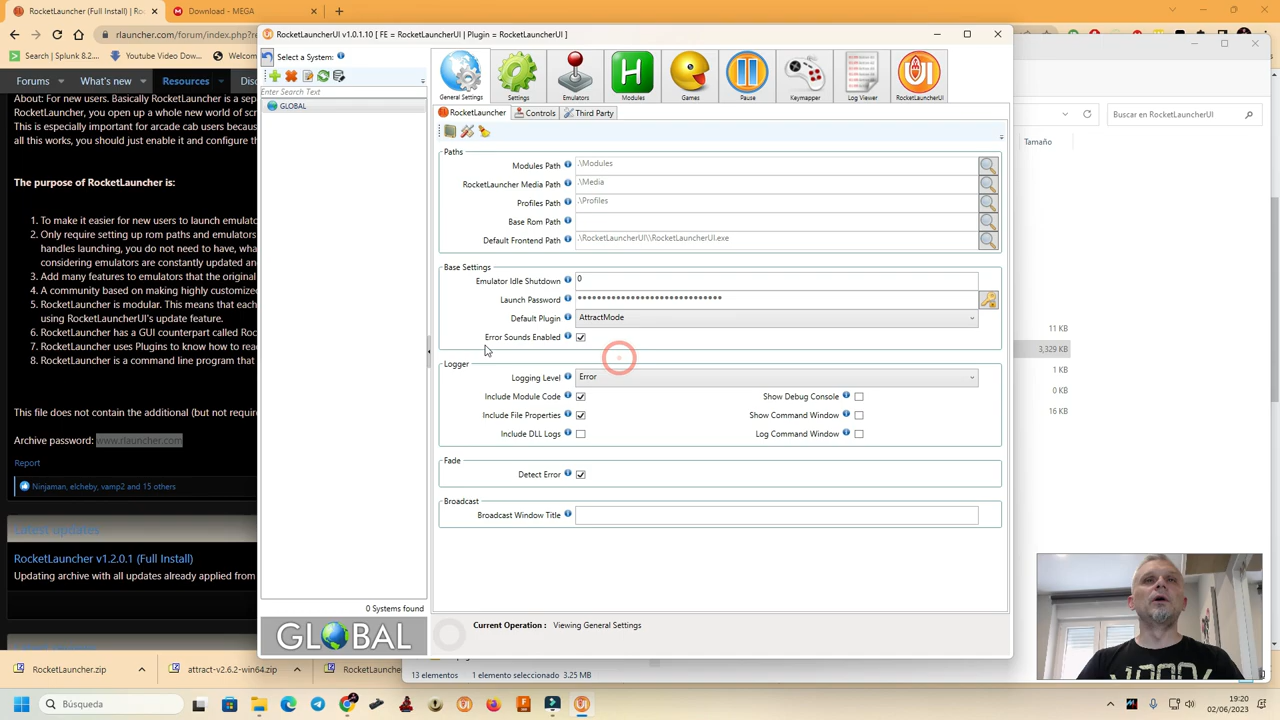 RocketLauncher (Full Install) | Roc
Download - MEGA
rlauncher.com/forum/index.php?r
Search | Splunk 8.2....
Youtube Video Dow...
WooC
Forums
What's new
Resources
Dis
About: For new users. Basically RocketLauncher is a sep
RocketLauncher, you open up a whole new world of scr
This is especially important for arcade cab users becaus
all this works, you should just enable it and configure th
The purpose of RocketLauncher is:
1. To make it easier for new users to launch emulato
2. Only require setting up rom paths and emulators
handles launching, you do not need to have, what
considering emulators are constantly updated an
3. Add many features to emulators that the original
4. A community based on making highly customized
5. RocketLauncher is modular. This means that each
using RocketLauncherUI's update feature.
6. RocketLauncher has a GUI counterpart called Roc
7. RocketLauncher uses Plugins to know how to rea
8. RocketLauncher is a command line program that
This file does not contain the additional (but not require
Archive password: www.rlauncher.com
Report
Ninjaman, elcheby, vamp2 and 15 others
Latest updates
RocketLauncher v1.2.0.1 (Full Install)
Updating archive with all updates already applied from
RocketLauncherUI v1.0.1.10 [ FE = RocketLauncherUI | Plugin = RocketLauncherUI ]
Select a System:
Enter Search Text
GLOBAL
0 Systems found
GLOBAL
General Settings
Settings
Emulators
Modules
Games
Pause
Keymapper
Log Viewer
RocketLauncherUI
RocketLauncher
Controls
Third Party
Paths
Modules Path
.\Modules
RocketLauncher Media Path
.\Media
Profiles Path
.\Profiles
Base Rom Path
Default Frontend Path
.\RocketLauncherUI\\RocketLauncherUI.exe
Base Settings
Emulator Idle Shutdown
0
Launch Password
Default Plugin
AttractMode
Error Sounds Enabled
Logger
Logging Level
Error
Include Module Code
Show Debug Console
Include File Properties
Show Command Window
Include DLL Logs
Log Command Window
Fade
Detect Error
Broadcast
Broadcast Window Title
Current Operation : Viewing General Settings
Buscar en RocketLauncherUI
Tamaño
11 KB
3,329 KB
1 KB
0 KB
16 KB
RocketLauncher.zip
attract-v2.6.2-win64.zip
RocketLaunche
13 elementos
1 elemento seleccionado 3.25 MB
Búsqueda
19:20
02/06/2023